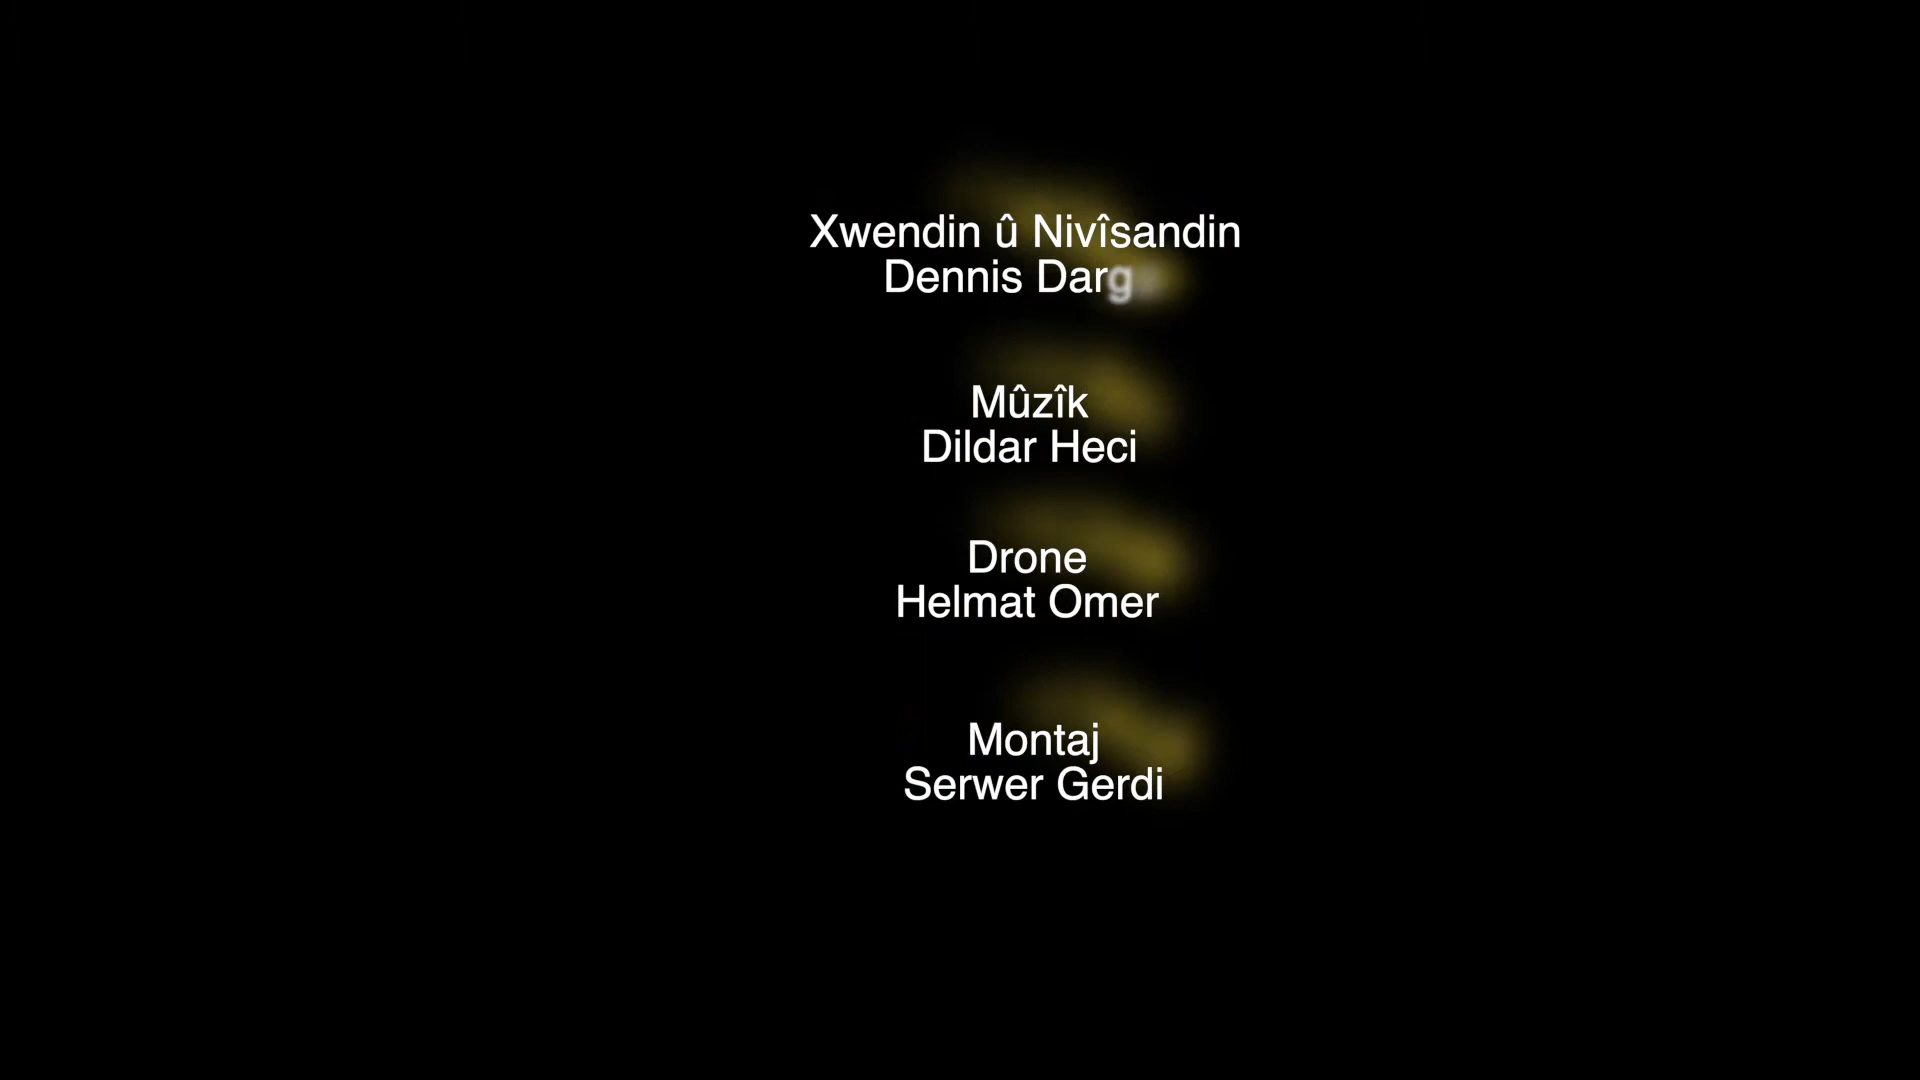 Xwendin û Nivîsandin
Dennis
Mûzîk
Dildar Heci
Drone
Helmat Omer
Montaj
Serwer Gerdi